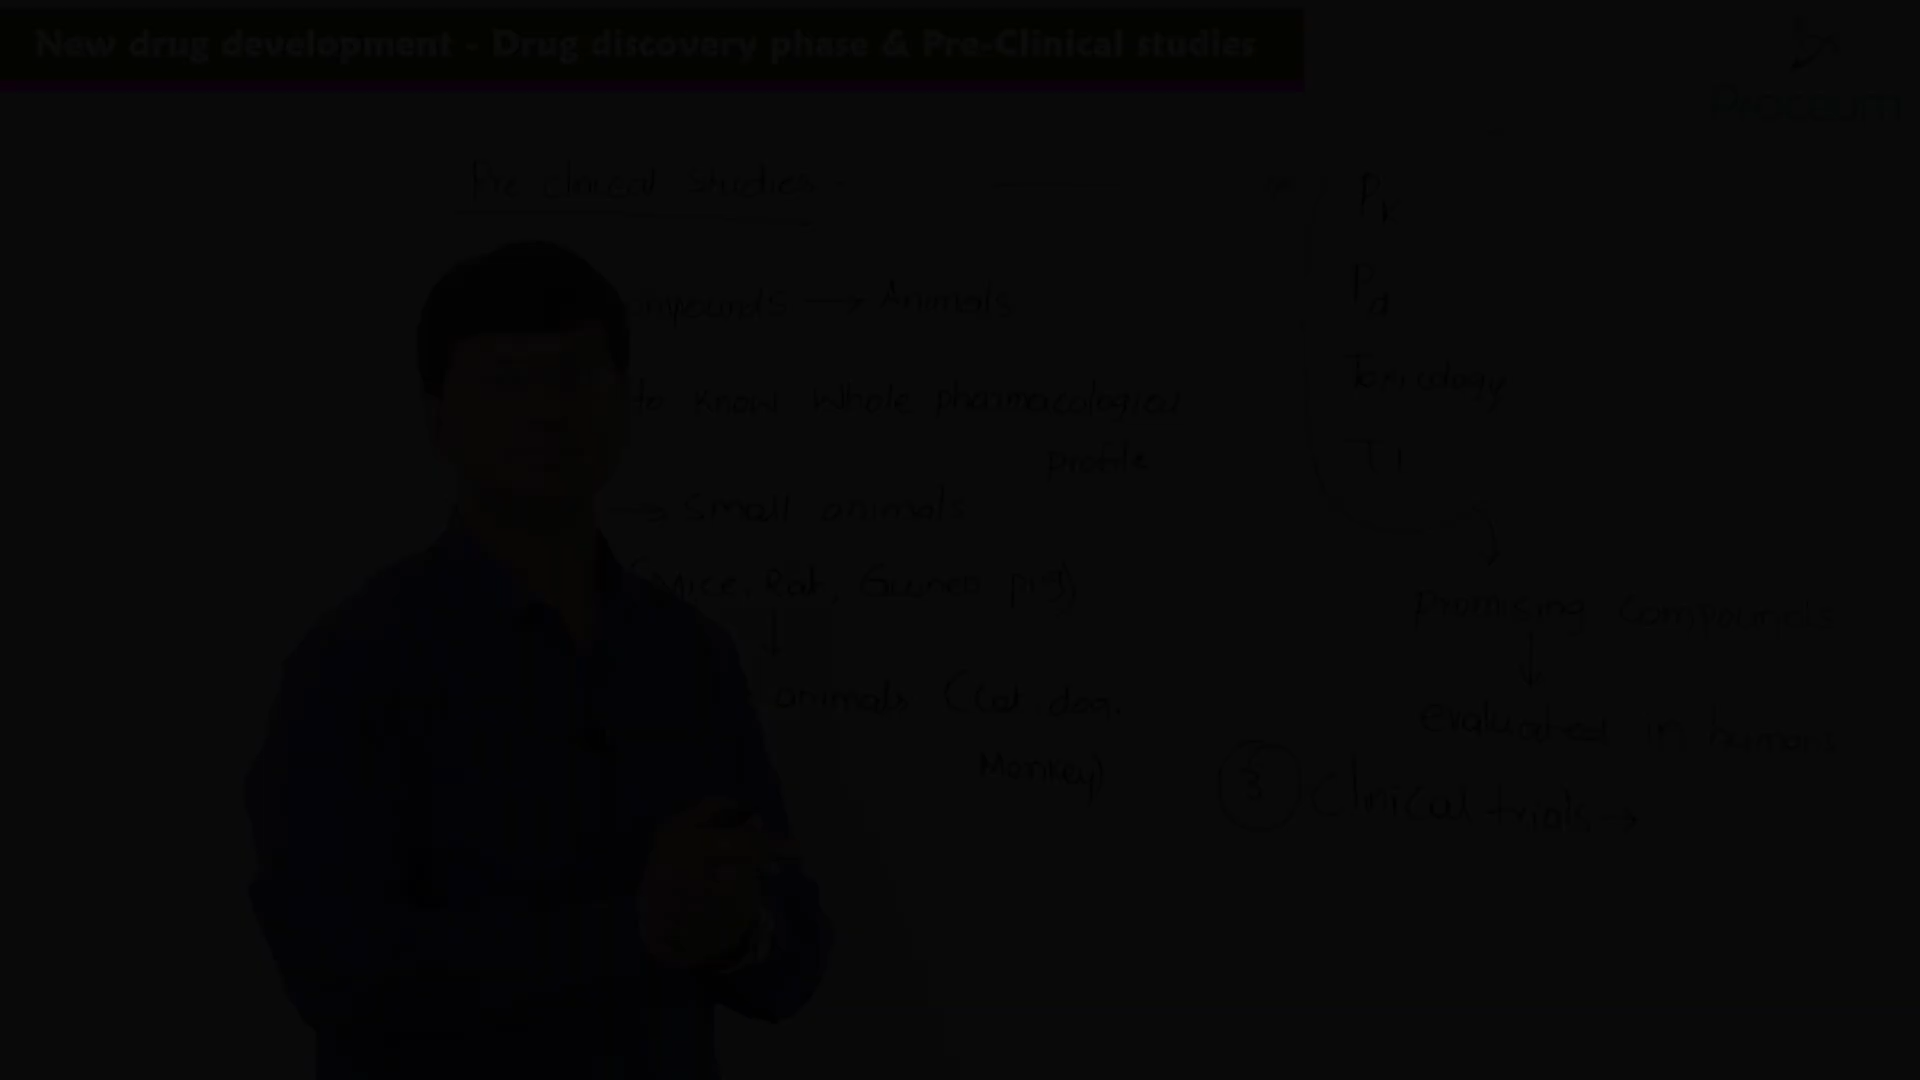 New drug development - Drug discovery phase & Pre-Clinical studies
Proceum
Pre clinical Studies
compounds → Animals
to know whole pharmacological
profile
→ Small animals
(Mice, Rat, Guinea pig)
↓
animals (Cat, dog,
Monkey)
Pk
Pd
Toxicology
TI
promising compounds
↓
evaluated in humans
3 Clinical trials →